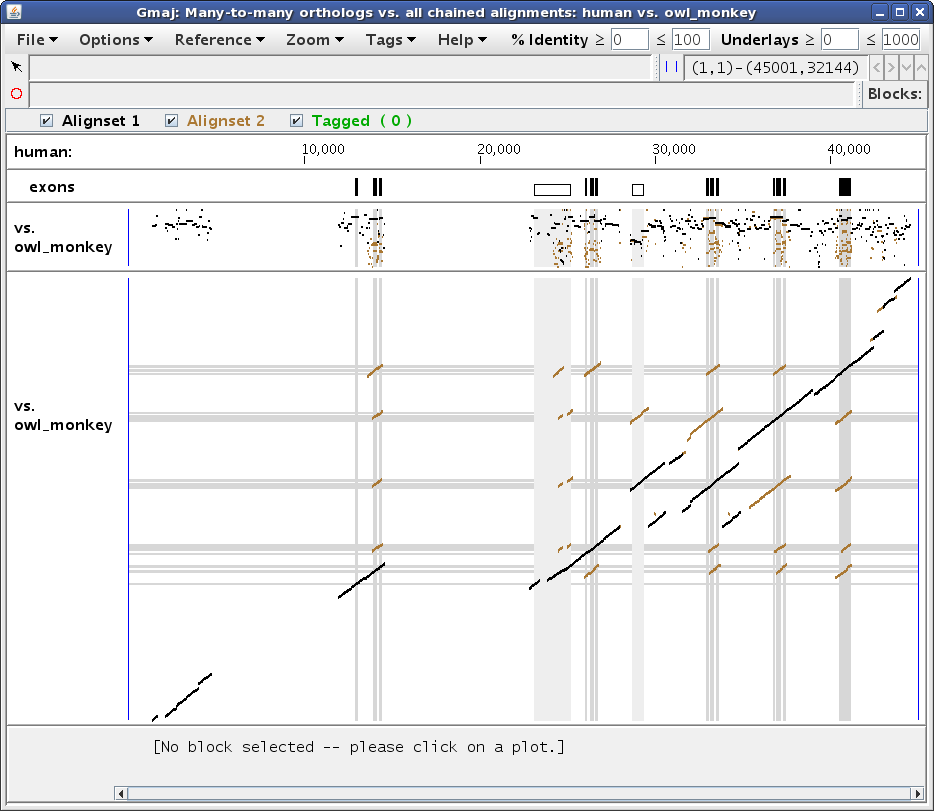 Gmaj: Many-to-many orthologs vs. all chained alignments: human vs. owl_monkey
File Options Reference Zoom Tags Help % Identity ≥ 0 ≤ 100 Underlays ≥ 0 ≤ 1000
(1,1)-(45001,32144)
Blocks:
Alignset 1 Alignset 2 Tagged ( 0 )
human: 10,000 20,000 30,000 40,000
exons
vs.
owl_monkey
vs.
owl_monkey
[No block selected -- please click on a plot.]